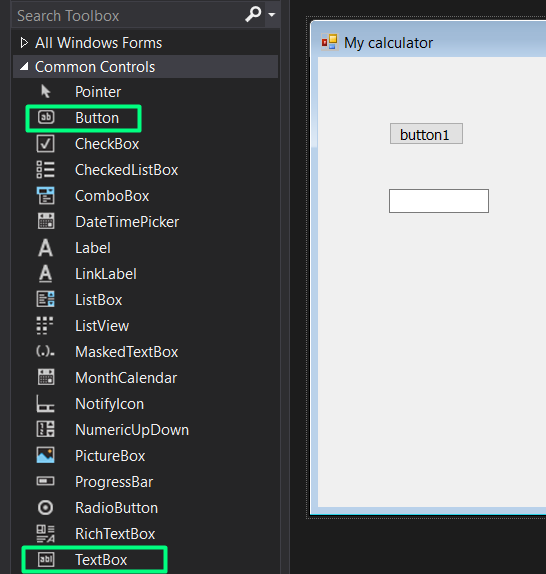 Search Toolbox
All Windows Forms
Common Controls
Pointer
Button
CheckBox
CheckedListBox
ComboBox
DateTimePicker
Label
LinkLabel
ListBox
ListView
MaskedTextBox
MonthCalendar
NotifyIcon
NumericUpDown
PictureBox
ProgressBar
RadioButton
RichTextBox
TextBox
My calculator
button1